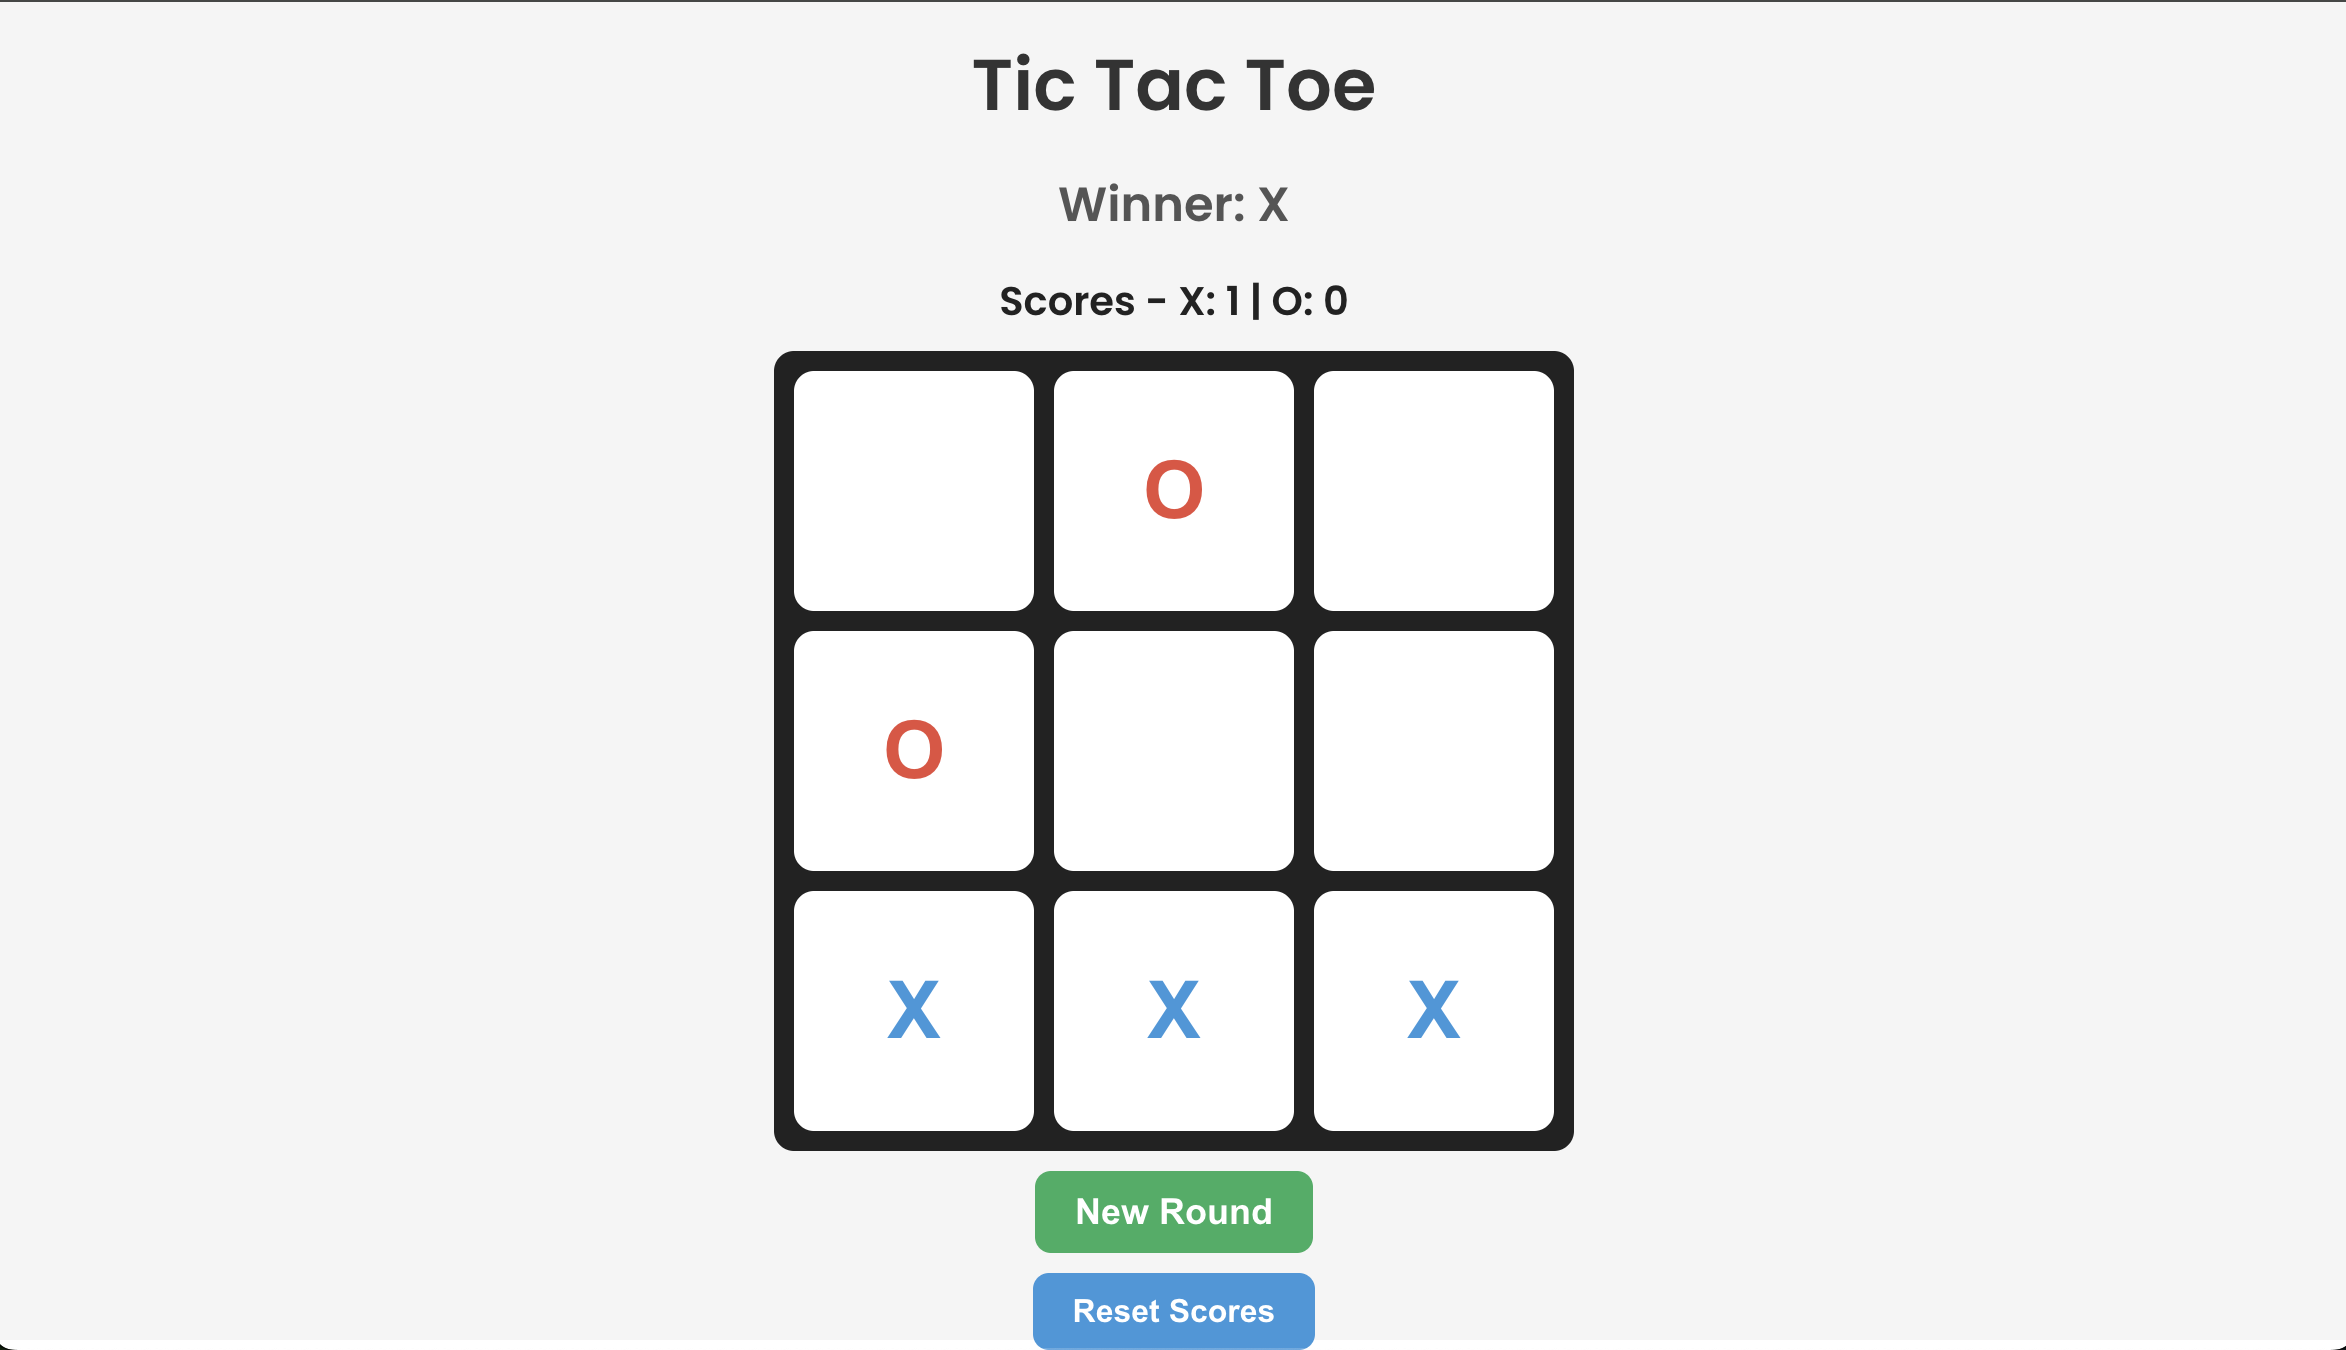 Tic Tac Toe
Winner: X
Scores - X: 1 | O: 0
O
O
X X X
New Round
Reset Scores